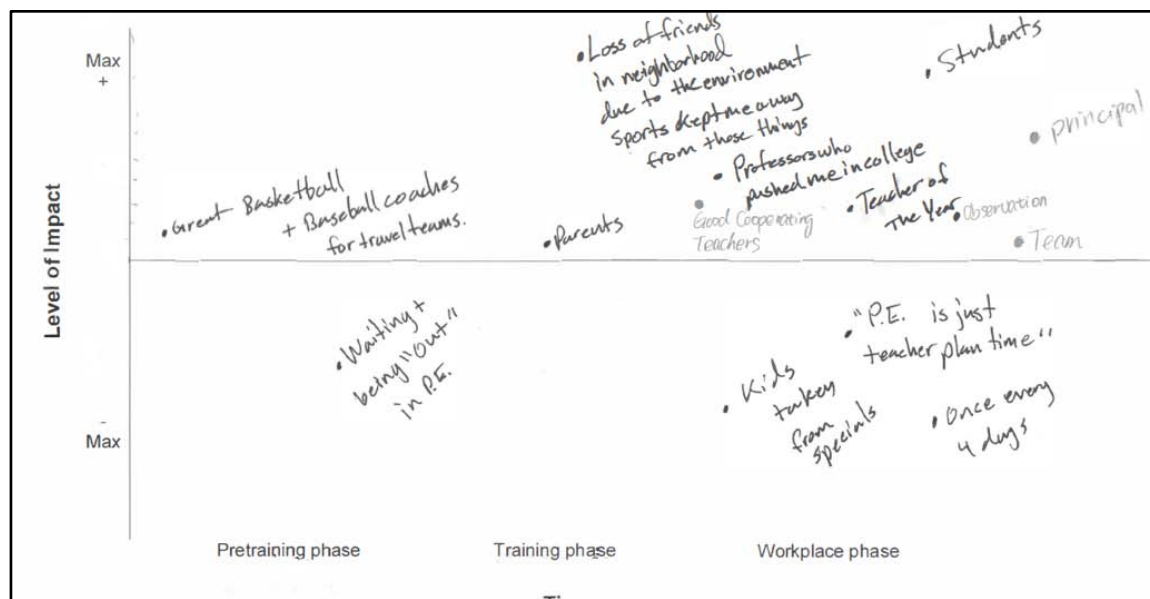 Max
+
Level of Impact
-
Max
• Great Basketball
+ Baseball coaches
for travel teams.
• Waiting +
being "out"
in P.E.
• Loss of friends
in neighborhood
due to the environment
sports kept me away
from those things
• Parents
• Professors who
pushed me in college
• Good Cooperating
Teachers
• Teacher of
The Year
• Observation
• Students
• principal
• Team
• Kids
takey
from
specials
• "P.E. is just
teacher plan time"
• Once every
4 days
Pretraining phase
Training phase
Workplace phase